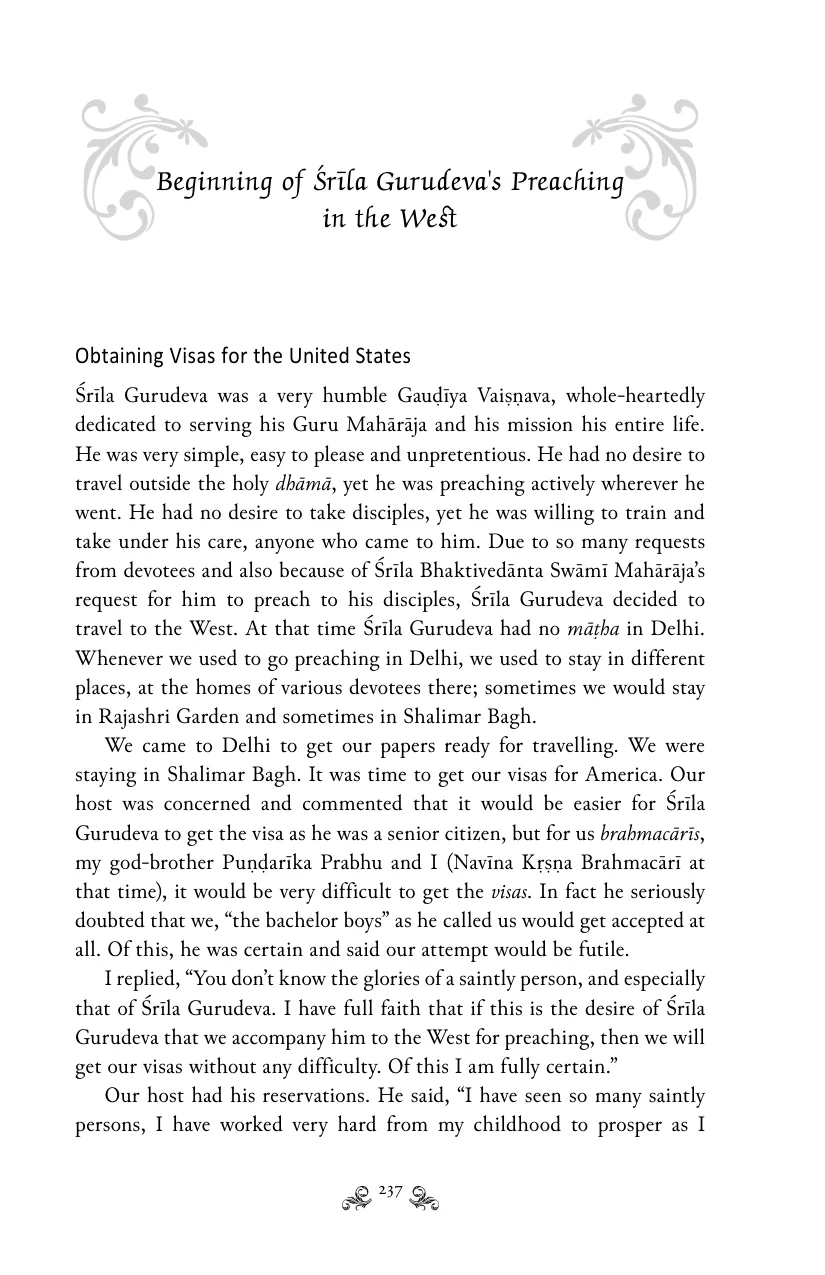 Beginning of Śrīla Gurudeva's Preaching
in the West
Obtaining Visas for the United States
Śrīla Gurudeva was a very humble Gauḍīya Vaiṣṇava, whole-heartedly
dedicated to serving his Guru Mahārāja and his mission his entire life.
He was very simple, easy to please and unpretentious. He had no desire to
travel outside the holy dhāmā, yet he was preaching actively wherever he
went. He had no desire to take disciples, yet he was willing to train and
take under his care, anyone who came to him. Due to so many requests
from devotees and also because of Śrīla Bhaktivedānta Swāmī Mahārāja’s
request for him to preach to his disciples, Śrīla Gurudeva decided to
travel to the West. At that time Śrīla Gurudeva had no māṭha in Delhi.
Whenever we used to go preaching in Delhi, we used to stay in different
places, at the homes of various devotees there; sometimes we would stay
in Rajashri Garden and sometimes in Shalimar Bagh.
We came to Delhi to get our papers ready for travelling. We were
staying in Shalimar Bagh. It was time to get our visas for America. Our
host was concerned and commented that it would be easier for Śrīla
Gurudeva to get the visa as he was a senior citizen, but for us brahmacārīs,
my god-brother Puṇḍarīka Prabhu and I (Navīna Kṛṣṇa Brahmacārī at
that time), it would be very difficult to get the visas. In fact he seriously
doubted that we, “the bachelor boys” as he called us would get accepted at
all. Of this, he was certain and said our attempt would be futile.
I replied, “You don’t know the glories of a saintly person, and especially
that of Śrīla Gurudeva. I have full faith that if this is the desire of Śrīla
Gurudeva that we accompany him to the West for preaching, then we will
get our visas without any difficulty. Of this I am fully certain.”
Our host had his reservations. He said, “I have seen so many saintly
persons, I have worked very hard from my childhood to prosper as I
237